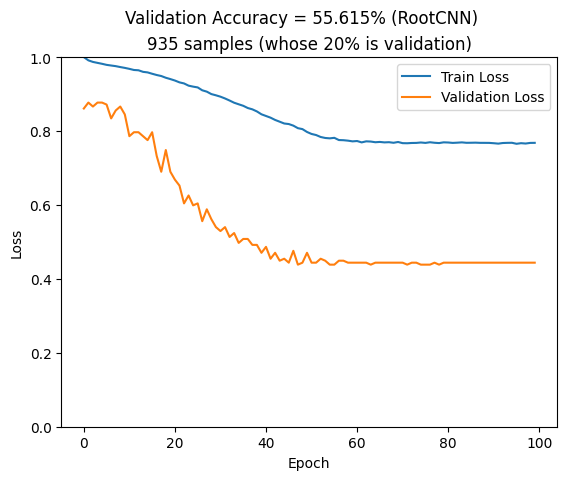 Validation Accuracy = 55.615% (RootCNN)
935 samples (whose 20% is validation)
Train Loss
Validation Loss
1.0
0.8
0.6
0.4
0.2
0.0
Loss
0 20 40 60 80 100
Epoch